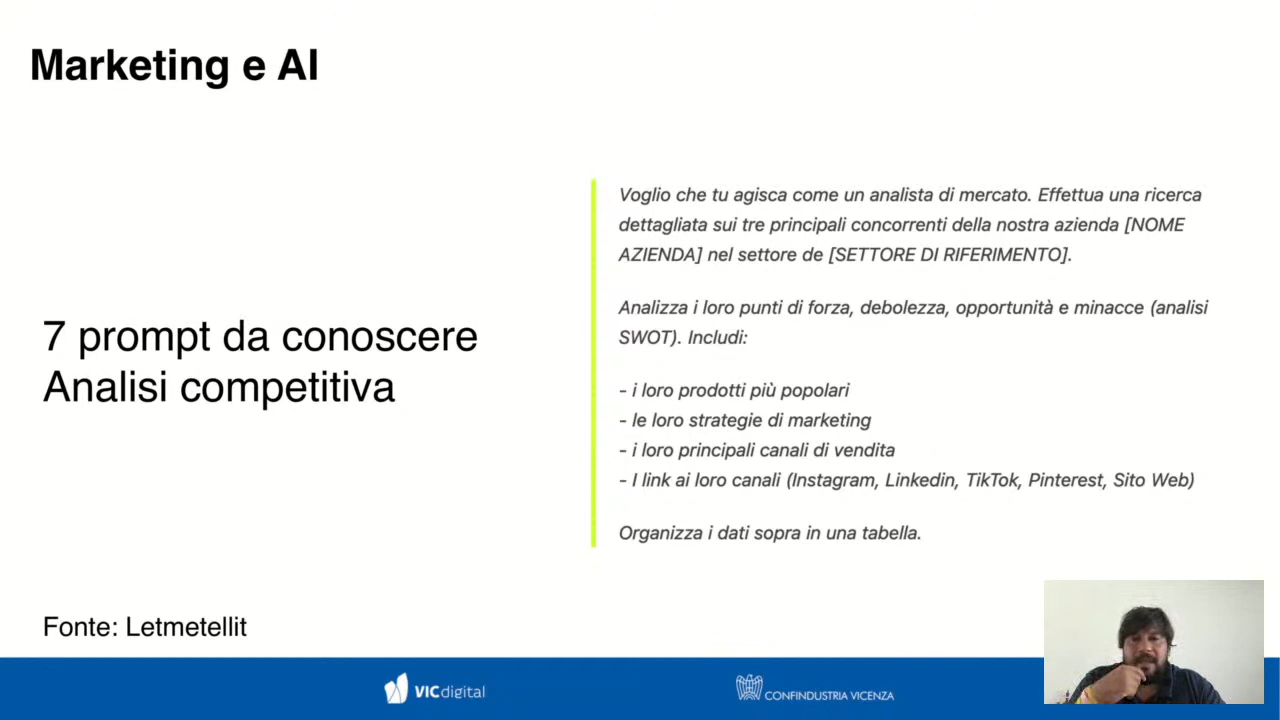 Marketing e AI
7 prompt da conoscere
Analisi competitiva
Voglio che tu agisca come un analista di mercato. Effettua una ricerca
dettagliata sui tre principali concorrenti della nostra azienda [NOME
AZIENDA] nel settore de [SETTORE DI RIFERIMENTO].
Analizza i loro punti di forza, debolezza, opportunità e minacce (analisi
SWOT). Includi:
- i loro prodotti più popolari
- le loro strategie di marketing
- i loro principali canali di vendita
- I link ai loro canali (Instagram, Linkedin, TikTok, Pinterest, Sito Web)
Organizza i dati sopra in una tabella.
Fonte: Letmetellit
VICdigital
CONFINDUSTRIA VICENZA